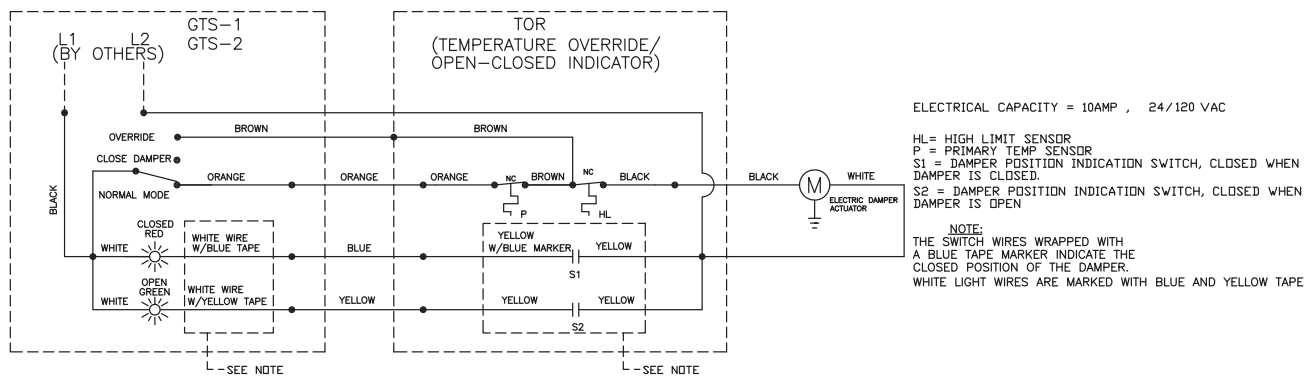 GTS-1
GTS-2
L1 L2
(BY OTHERS)
TOR
(TEMPERATURE OVERRIDE/
OPEN-CLOSED INDICATOR)
ELECTRICAL CAPACITY = 10AMP , 24/120 VAC
HL= HIGH LIMIT SENSOR
P = PRIMARY TEMP SENSOR
S1 = DAMPER POSITION INDICATION SWITCH, CLOSED WHEN
DAMPER IS CLOSED.
S2 = DAMPER POSITION INDICATION SWITCH, CLOSED WHEN
DAMPER IS OPEN
NOTE:
THE SWITCH WIRES WRAPPED WITH
A BLUE TAPE MARKER INDICATE THE
CLOSED POSITION OF THE DAMPER.
WHITE LIGHT WIRES ARE MARKED WITH BLUE AND YELLOW TAPE
OVERRIDE
BROWN
BROWN
CLOSE DAMPER
NORMAL MODE
BLACK
ORANGE
ORANGE
ORANGE
NC
BROWN
NC
BLACK
BLACK
M
WHITE
ELECTRIC DAMPER
ACTUATOR
P
HL
CLOSED
RED
WHITE
WHITE WIRE
W/BLUE TAPE
BLUE
YELLOW
W/BLUE MARKER
YELLOW
S1
OPEN
GREEN
WHITE
WHITE WIRE
W/YELLOW TAPE
YELLOW
YELLOW
YELLOW
S2
SEE NOTE
SEE NOTE